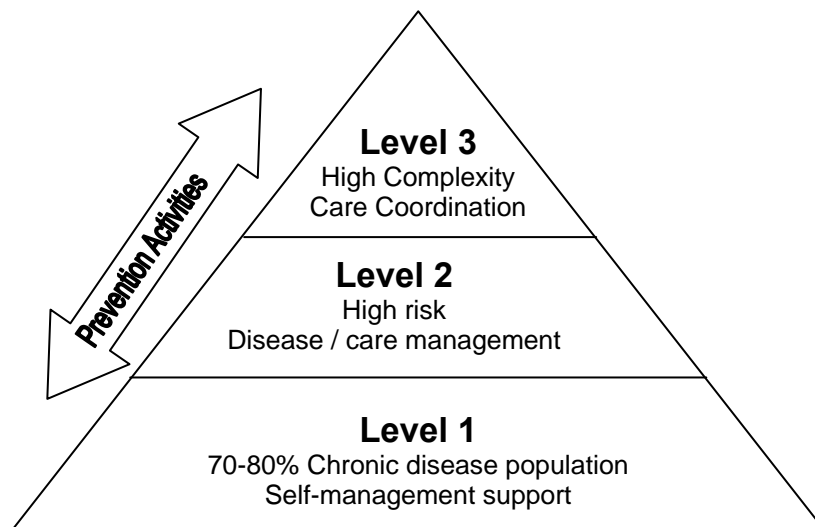 Level 3
High Complexity
Care Coordination
Prevention Activities
Level 2
High risk
Disease / care management
Level 1
70-80% Chronic disease population
Self-management support